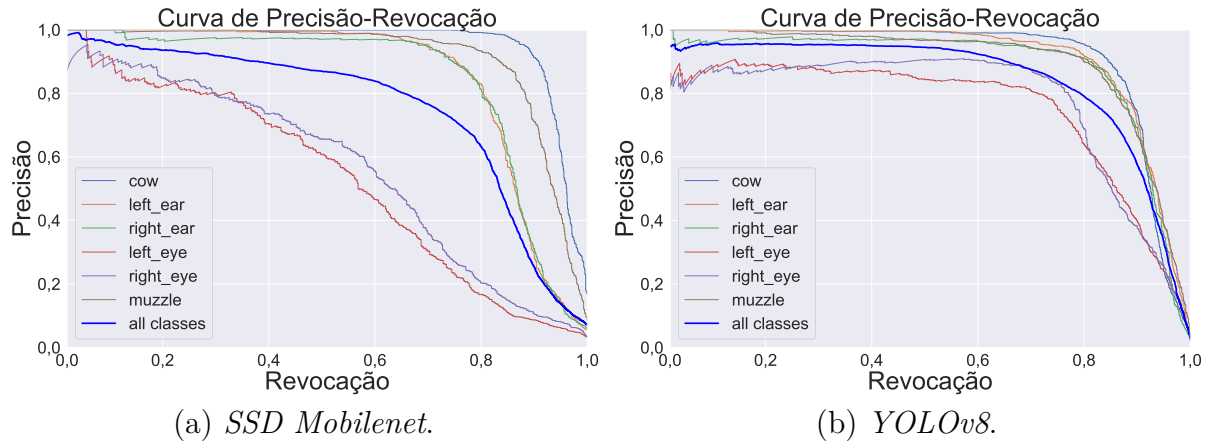 Curva de Precisão-Revocação
Precisão
1,0
0,8
0,6
0,4
0,2
0,0
cow
left_ear
right_ear
left_eye
right_eye
muzzle
all classes
0,0 0,2 0,4 0,6 0,8 1,0
Revocação
(a) SSD Mobilenet.
Curva de Precisão-Revocação
Precisão
1,0
0,8
0,6
0,4
0,2
0,0
cow
left_ear
right_ear
left_eye
right_eye
muzzle
all classes
0,0 0,2 0,4 0,6 0,8 1,0
Revocação
(b) YOLOv8.